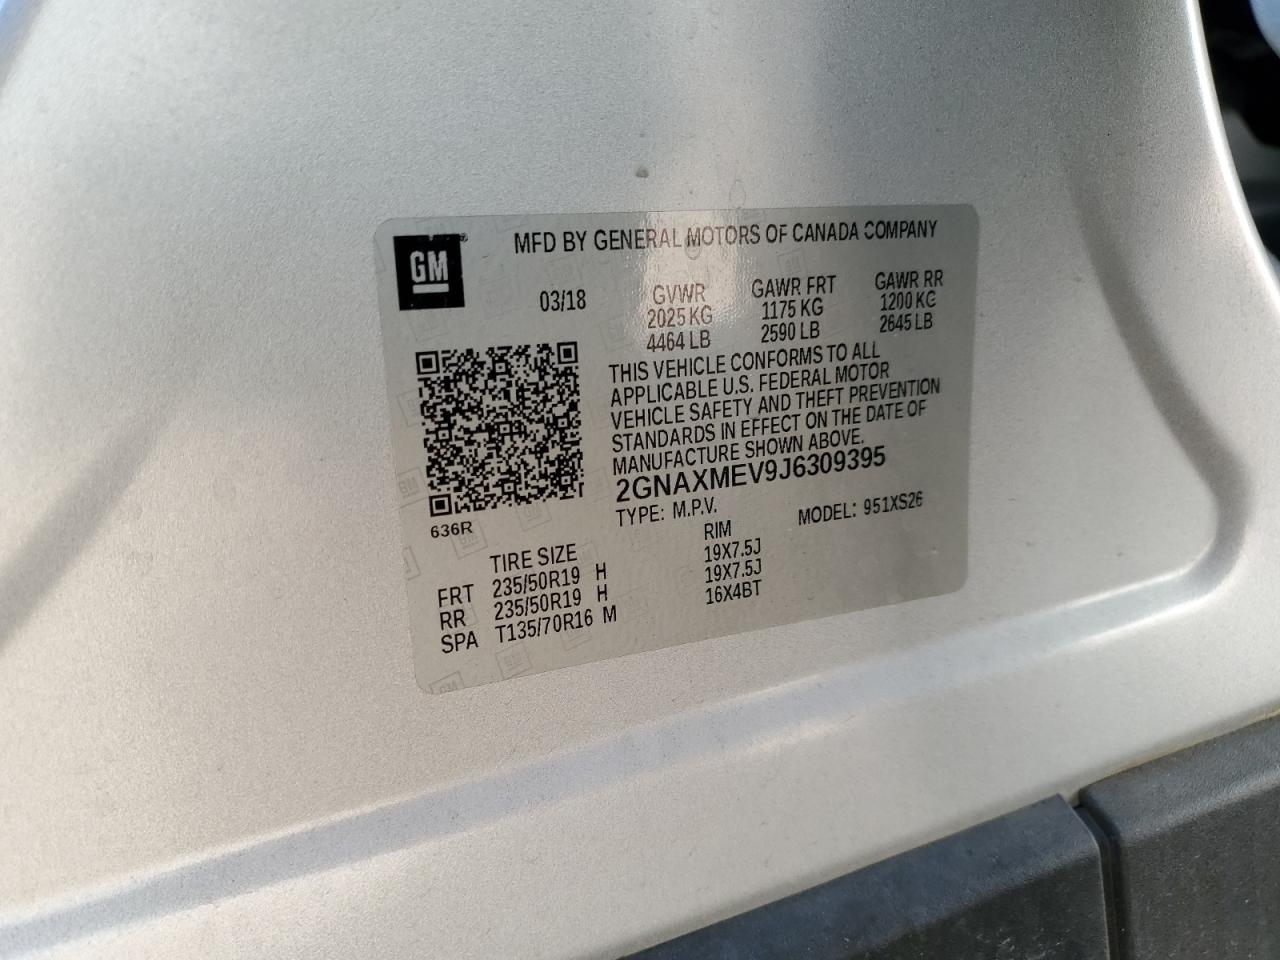 GM
MFD BY GENERAL MOTORS OF CANADA COMPANY
03/18
GVWR GAWR FRT GAWR RR
2025 KG 1175 KG 1200 KG
4464 LB 2590 LB 2645 LB
THIS VEHICLE CONFORMS TO ALL
APPLICABLE U.S. FEDERAL MOTOR
VEHICLE SAFETY AND THEFT PREVENTION
STANDARDS IN EFFECT ON THE DATE OF
MANUFACTURE SHOWN ABOVE.
2GNAXMEV9J6309395
TYPE: M.P.V. MODEL: 951XS26
636R
TIRE SIZE RIM
FRT 235/50R19 H 19X7.5J
RR 235/50R19 H 19X7.5J
SPA T135/70R16 M 16X4BT